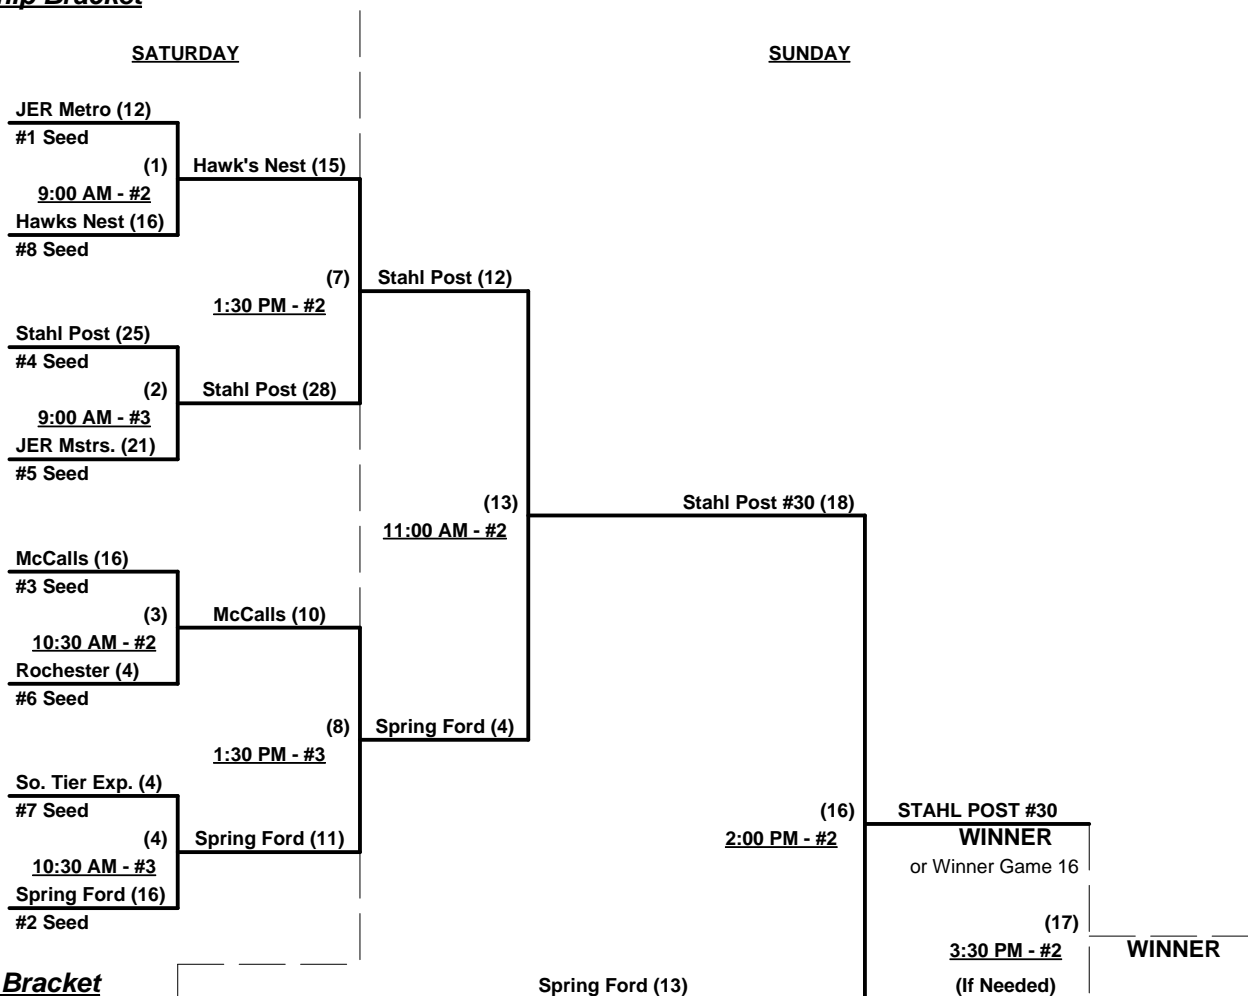 Bracket
SATURDAY
SUNDAY
JER Metro (12)
#1 Seed
(1)
Hawk's Nest (15)
9:00 AM - #2
Hawks Nest (16)
#8 Seed
(7)
Stahl Post (12)
1:30 PM - #2
Stahl Post (25)
#4 Seed
(2)
Stahl Post (28)
9:00 AM - #3
JER Mstrs. (21)
#5 Seed
(13)
Stahl Post #30 (18)
11:00 AM - #2
McCalls (16)
#3 Seed
(3)
McCalls (10)
10:30 AM - #2
Rochester (4)
#6 Seed
(8)
Spring Ford (4)
1:30 PM - #3
So. Tier Exp. (4)
#7 Seed
(4)
Spring Ford (11)
10:30 AM - #3
Spring Ford (16)
#2 Seed
(16)
STAHL POST #30
2:00 PM - #2
WINNER
or Winner Game 16
(17)
3:30 PM - #2
WINNER
Bracket
Spring Ford (13)
(If Needed)